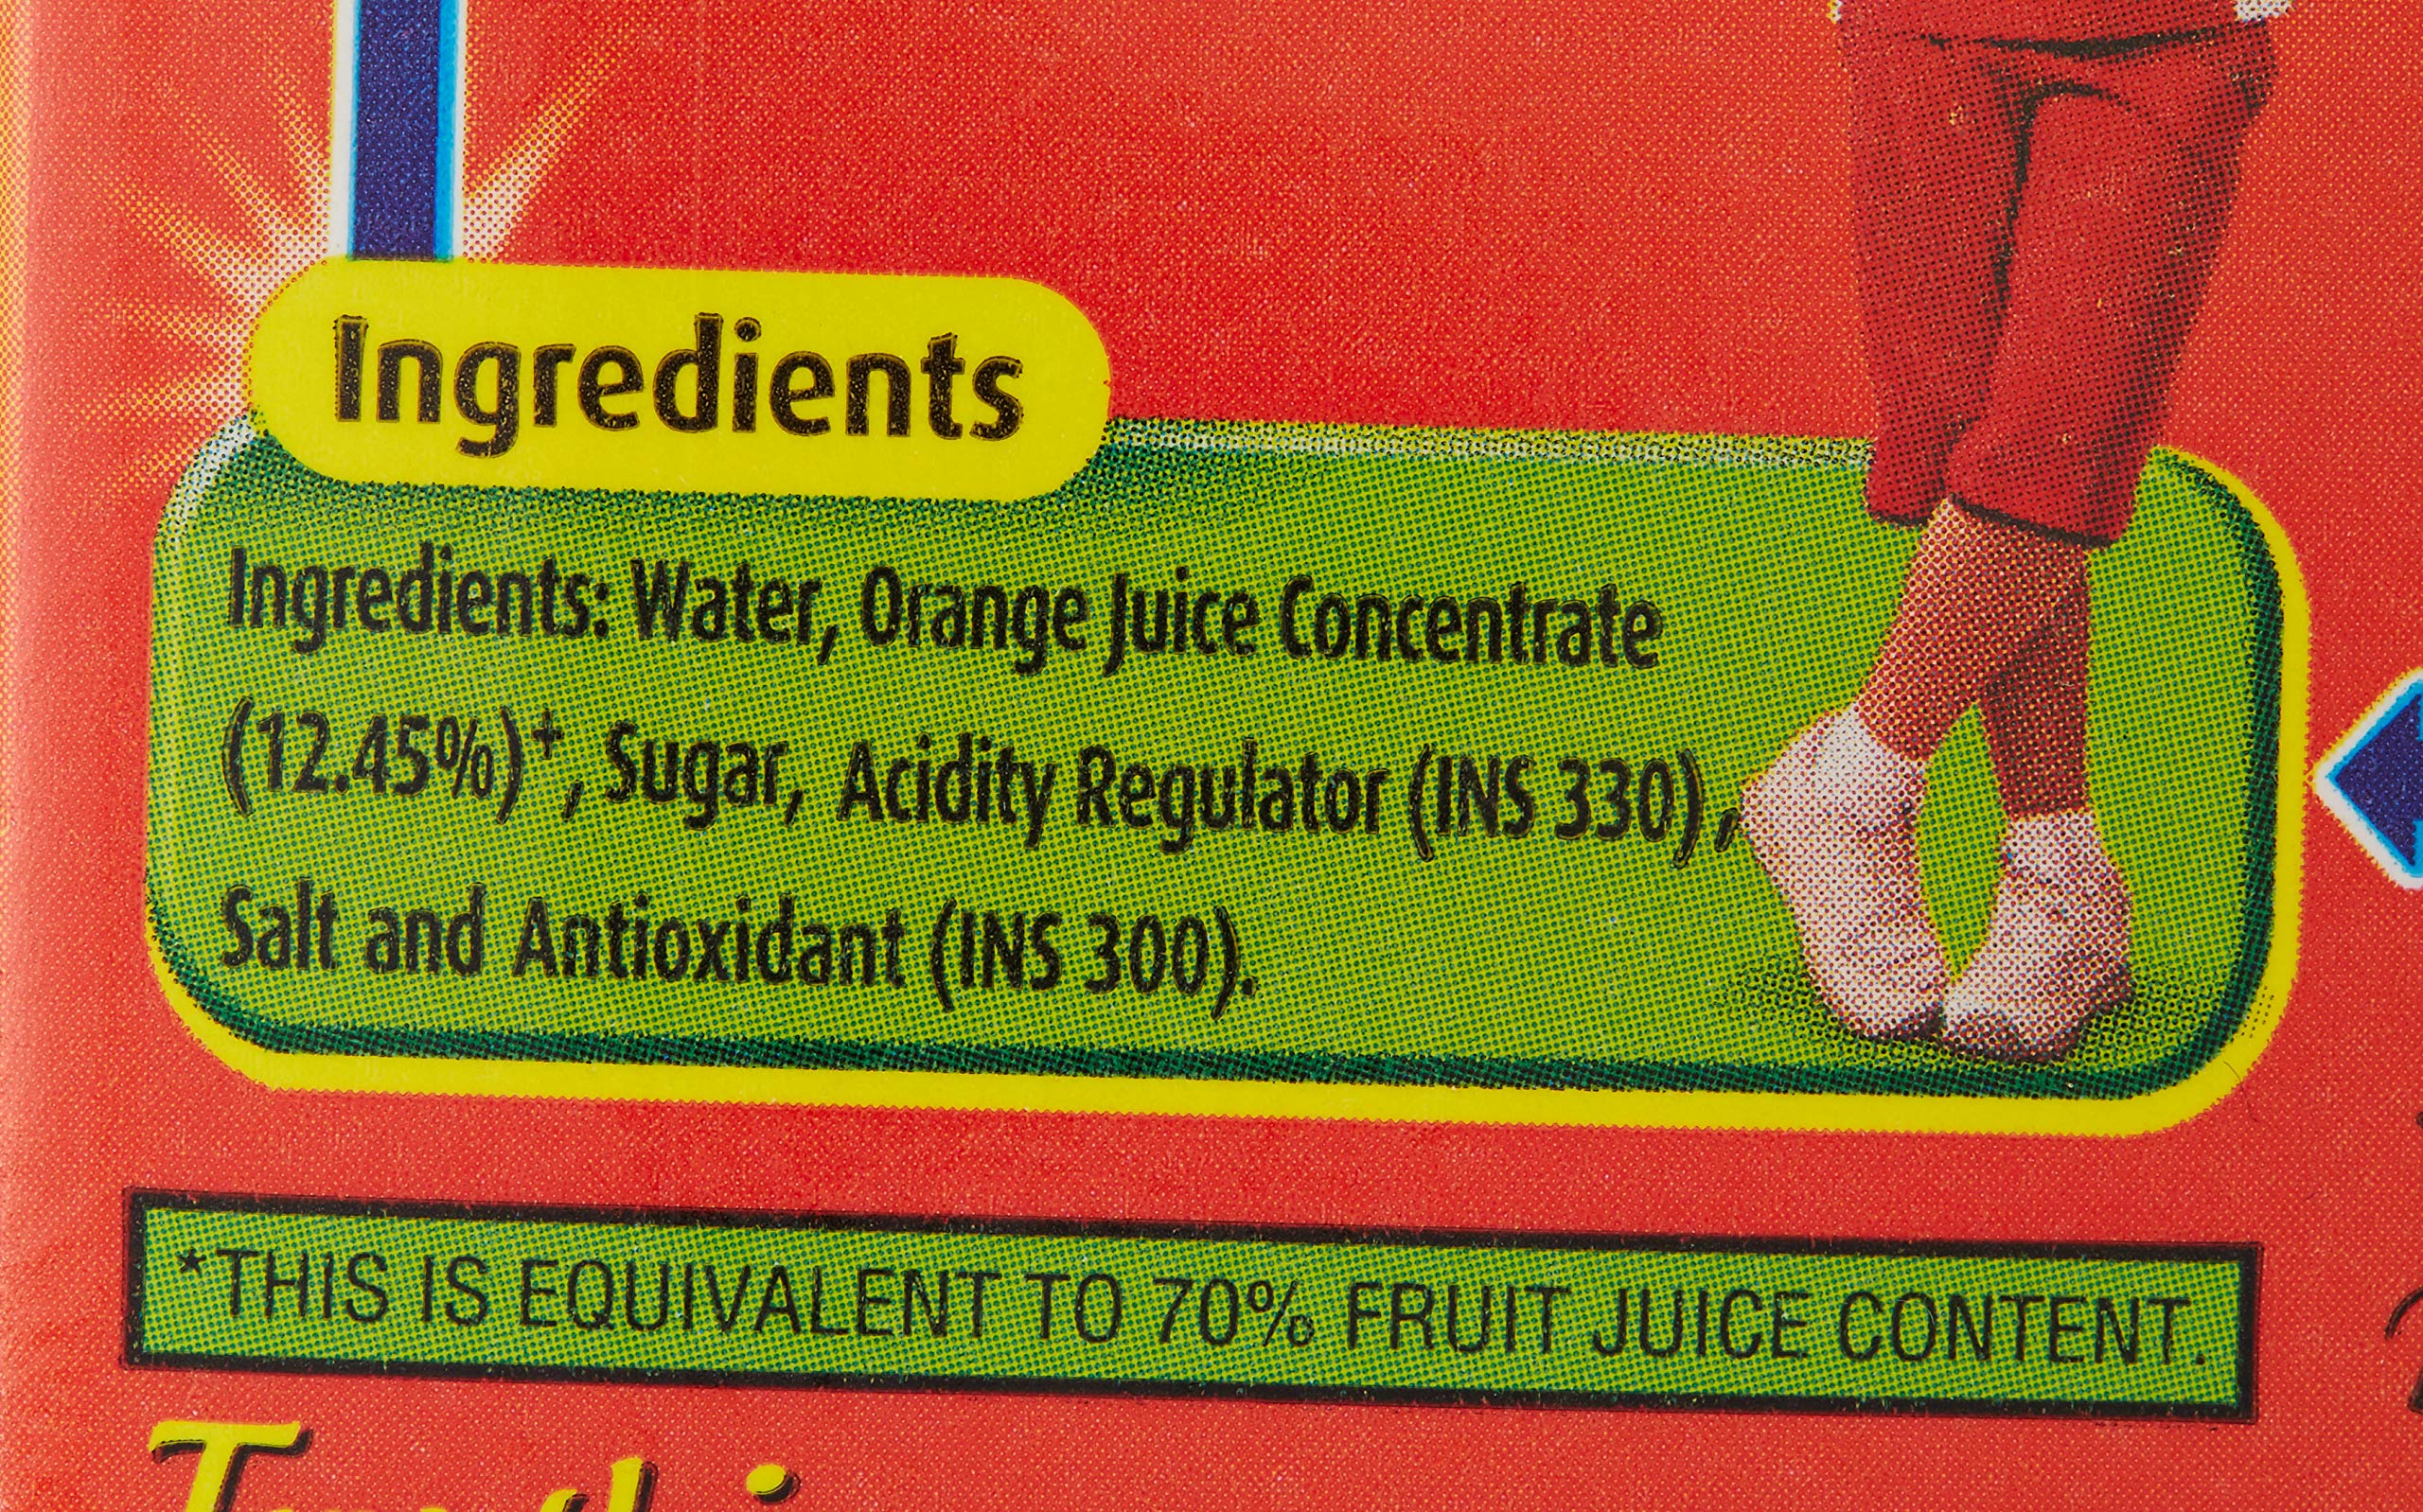 Ingredients
Ingredients: Water, Orange Juice Concentrate
(12.45%)⁺, Sugar, Acidity Regulator (INS 330),
Salt and Antioxidant (INS 300).
*THIS IS EQUIVALENT TO 70% FRUIT JUICE CONTENT.